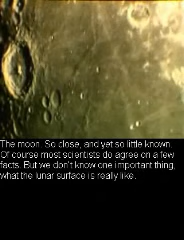 The moon. So close, and yet so little known.
Of course most scientists do agree on a few
facts. But we don't know one important thing,
what the lunar surface is really like.